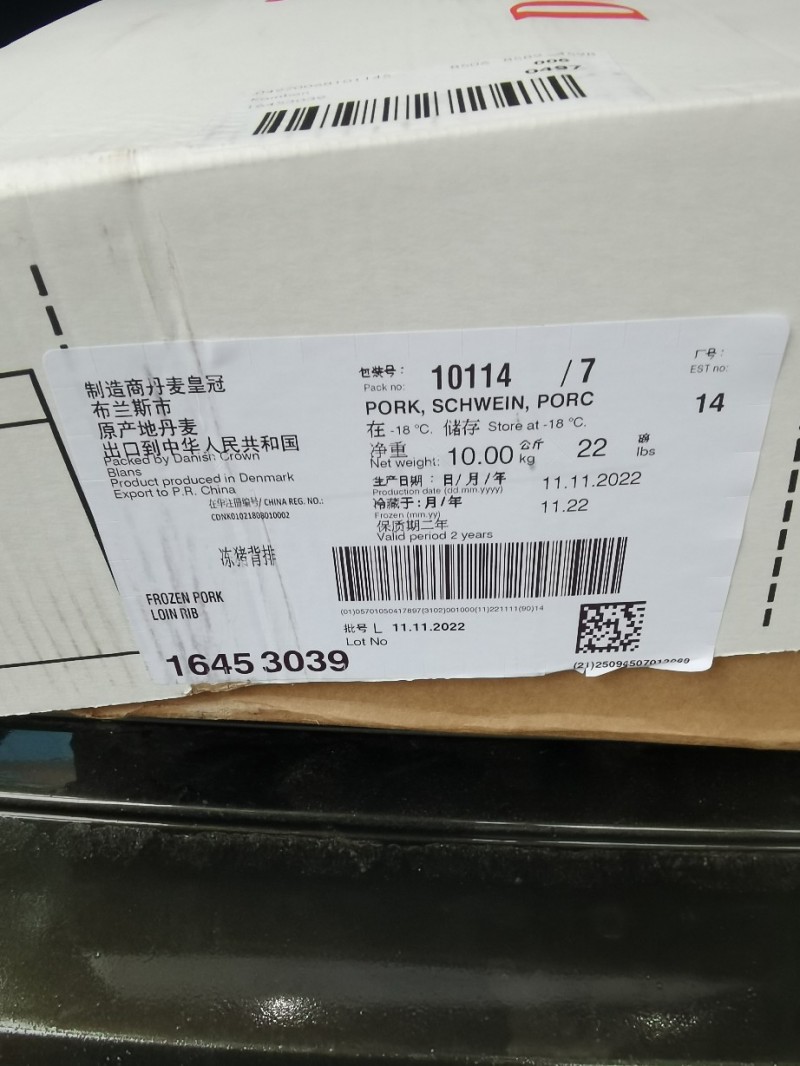 006
0497
制造商丹麦皇冠
布兰斯市
原产地丹麦
出口到中华人民共和国
Packed by Danish Crown
Blans
Product produced in Denmark
Export to P.R. China
在华注册编号/ CHINA REG. NO.:
CDNX01021808010002
冻猪背排
FROZEN PORK
LOIN RIB
16453039
包装号：
Pack no: 10114 /7
PORK, SCHWEIN, PORC
在 -18 °C. 储存 Store at -18 °C.
净重 公斤 磅
Net weight: 10.00 kg 22 lbs
生产日期：日/月/年
Production date (dd.mm.yyyy) 11.11.2022
冷藏于：月/年 11.22
Frozen (mm.yy)
保质期二年
Valid period 2 years
(01)05701050417897(3102)001000(11)221111(90)14
批号 L 11.11.2022
Lot No
厂号：
EST no:
14